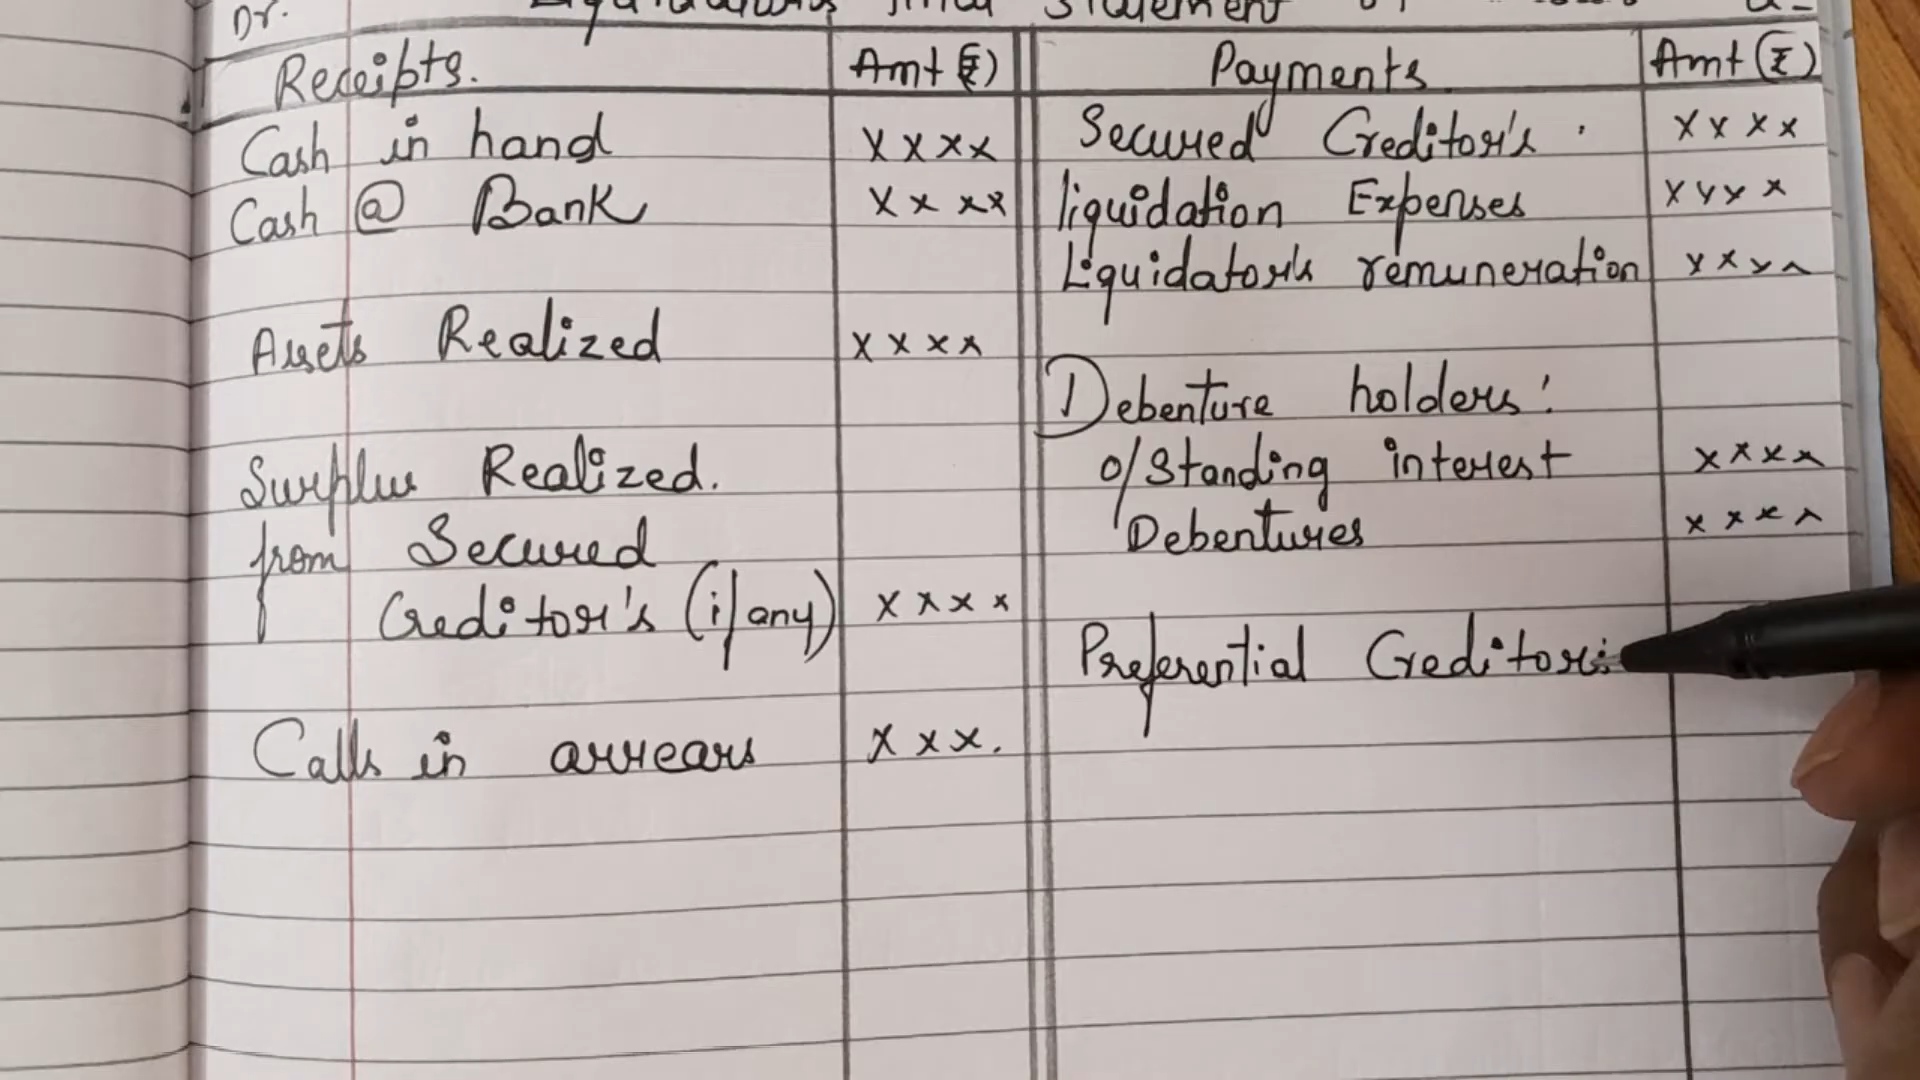 Dr. Statement
Receipts. Amt (₹) Payments Amt (₹)
Cash in hand xxxx Secured Creditor's xxxx
Cash @ Bank xxxx liquidation Expenses xxxx
Liquidator's remuneration xxxx
Assets Realized xxxx
Debenture holders:
Surplus Realized. o/standing interest xxxx
from Secured Debentures xxxx
Creditor's (if any) xxxx
Preferential Creditors
Calls in arrears xxx.